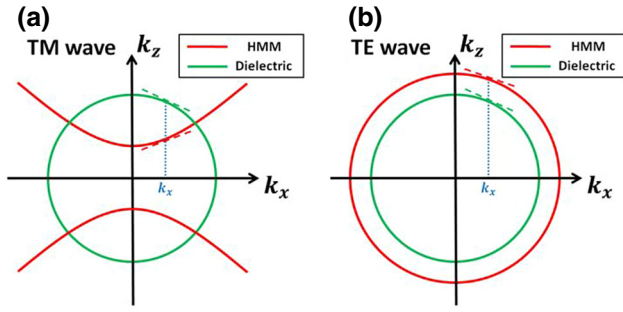 (a)
TM wave
k_z
HMM
Dielectric
k_x
k_x
(b)
TE wave
k_z
HMM
Dielectric
k_x
k_x